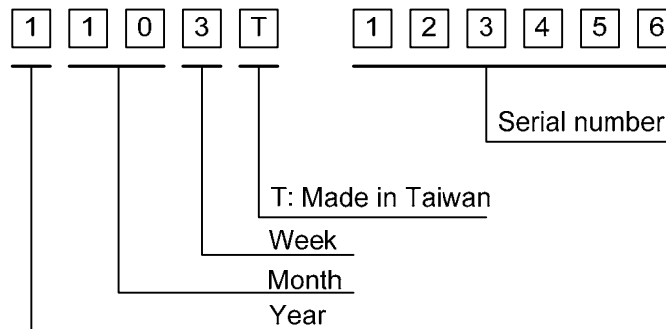 1 1 0 3 T 1 2 3 4 5 6
Serial number
T: Made in Taiwan
Week
Month
Year